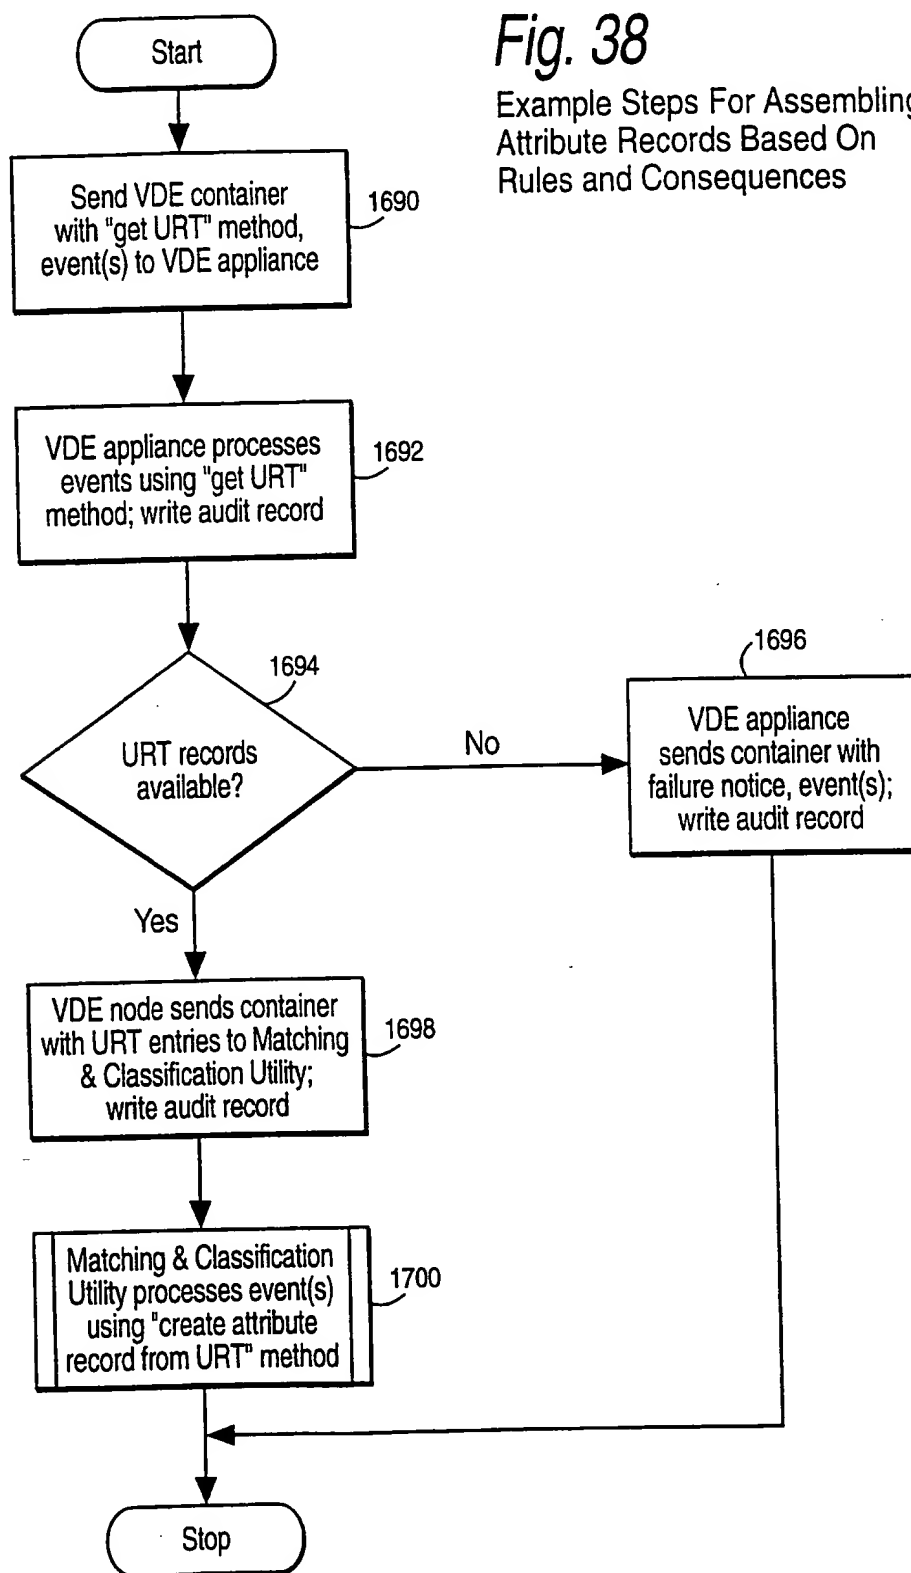 Fig. 38
Example Steps For Assembling
Attribute Records Based On
Rules and Consequences
Start
Send VDE container
with "get URT" method,
event(s) to VDE appliance
1690
VDE appliance processes
events using "get URT"
method; write audit record
1692
URT records
available?
1694
No
1696
VDE appliance
sends container with
failure notice, event(s);
write audit record
Yes
VDE node sends container
with URT entries to Matching
& Classification Utility;
write audit record
1698
Matching & Classification
Utility processes event(s)
using "create attribute
record from URT" method
1700
Stop